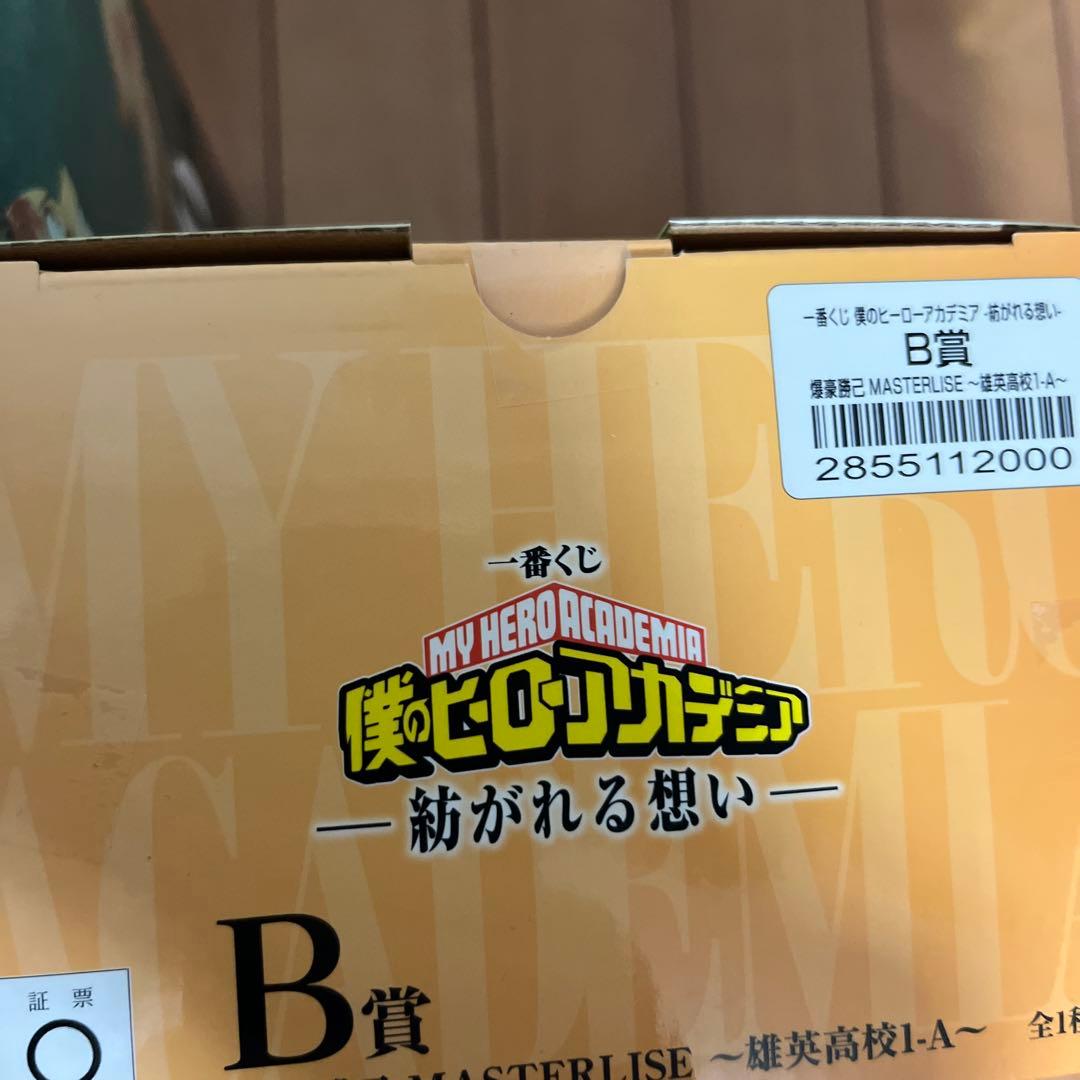 一番くじ 僕のヒーローアカデミア -紡がれる想い-
B賞
爆豪勝己 MASTERLISE ～雄英高校1-A～
2855112000
MY HERO
ACADEMIA
一番くじ
MY HERO ACADEMIA
僕のヒーローアカデミア
―紡がれる想い―
B賞
証 票
MASTERLISE ～雄英高校1-A～ 全1種